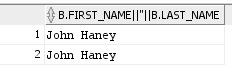 B.FIRST_NAME||''||B.LAST_NAME
1 John Haney
2 John Haney